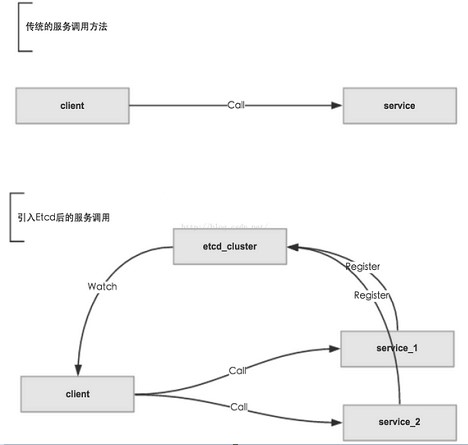 传统的服务调用方法
client
Call
service
引入Etcd后的服务调用
etcd_cluster
Register
Watch
Register
service_1
Call
client
Call
service_2